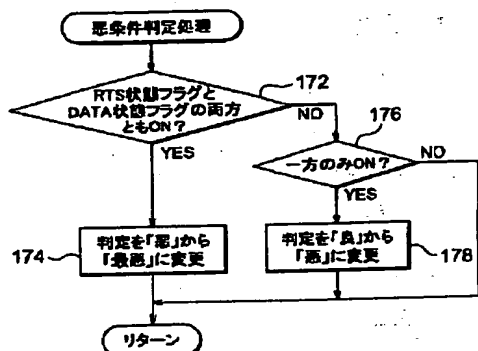 悪条件判定処理
RTS状態フラグと
DATA状態フラグの両方
ともON?
172
NO
176
YES
一方のみON?
NO
YES
174
判定を「悪」から
「最悪」に変更
判定を「良」から
「悪」に変更
178
リターン